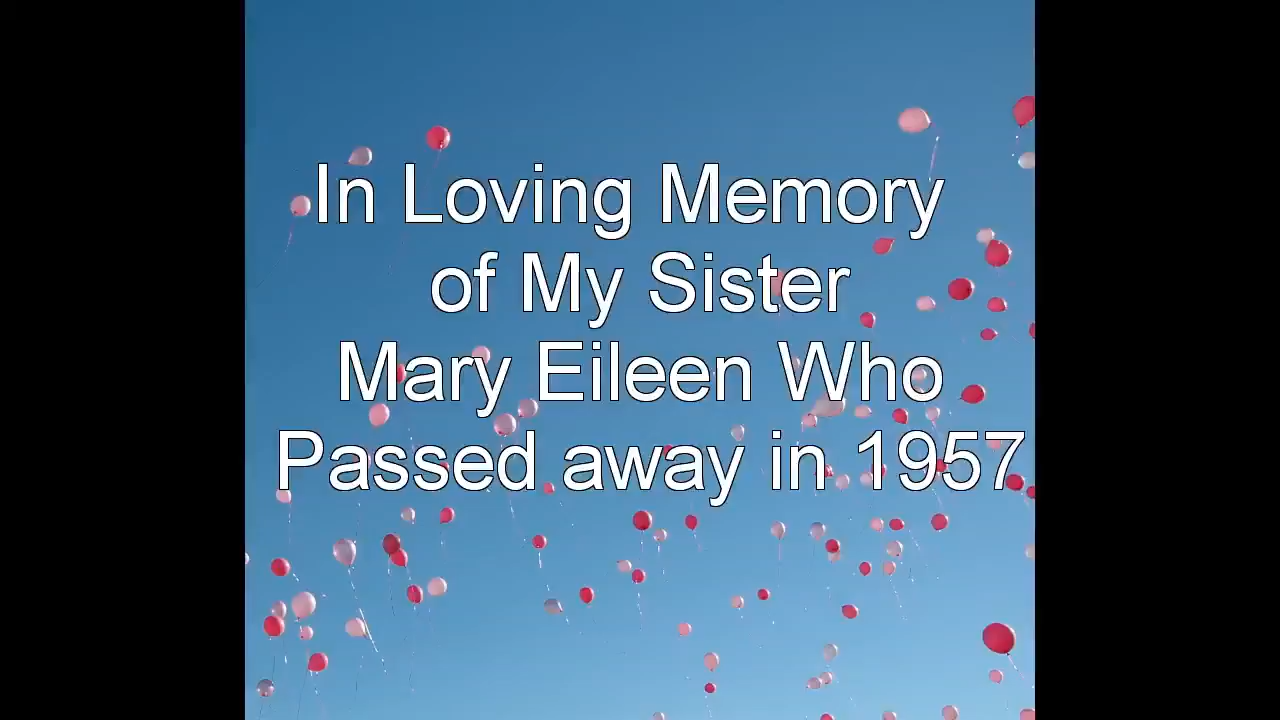 In Loving Memory
of My Sister
Mary Eileen Who
Passed away in 1957